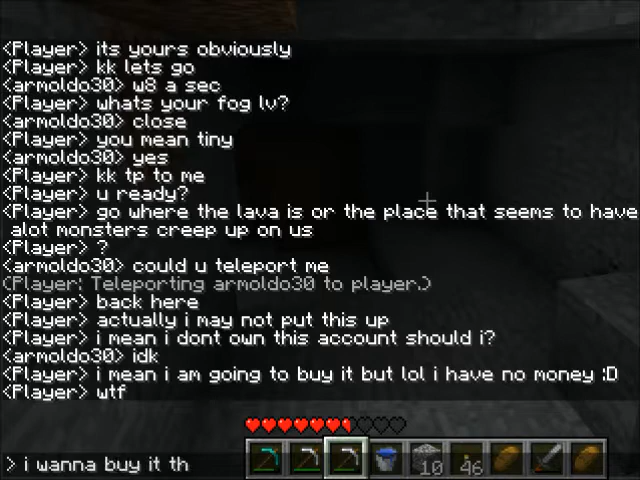 <Player> its yours obviously
<Player> kk lets go
<armoldo30> w8 a sec
<Player> whats your fog lv?
<armoldo30> close
<Player> you mean tiny
<armoldo30> yes
<Player> kk tp to me
<Player> u ready?
<Player> go where the lava is or the place that seems to have
alot monsters creep up on us
<Player> ?
<armoldo30> could u teleport me
(Player: Teleporting armoldo30 to player.)
<Player> back here
<Player> actually i may not put this up
<Player> i mean i dont own this account should i?
<armoldo30> idk
<Player> i mean i am going to buy it but lol i have no money :D
<Player> wtf
> i wanna buy it th
10 46